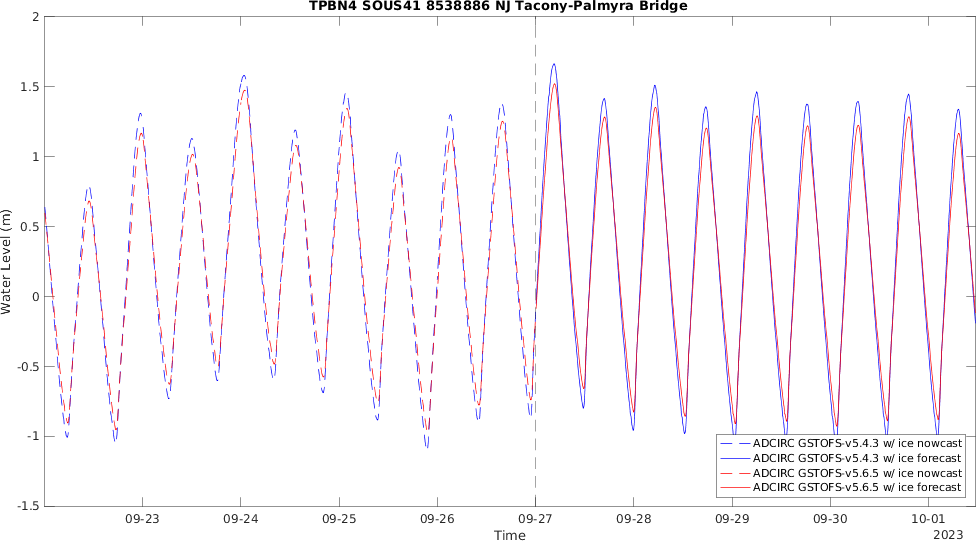 TPBN4 SOUS41 8538886 NJ Tacony-Palmyra Bridge
2
1.5
1
0.5
0
-0.5
-1
-1.5
Water Level (m)
ADCIRC GSTOFS-v5.4.3 w/ ice nowcast
ADCIRC GSTOFS-v5.4.3 w/ ice forecast
ADCIRC GSTOFS-v5.6.5 w/ ice nowcast
ADCIRC GSTOFS-v5.6.5 w/ ice forecast
09-23 09-24 09-25 09-26 09-27 09-28 09-29 09-30 10-01
Time
2023